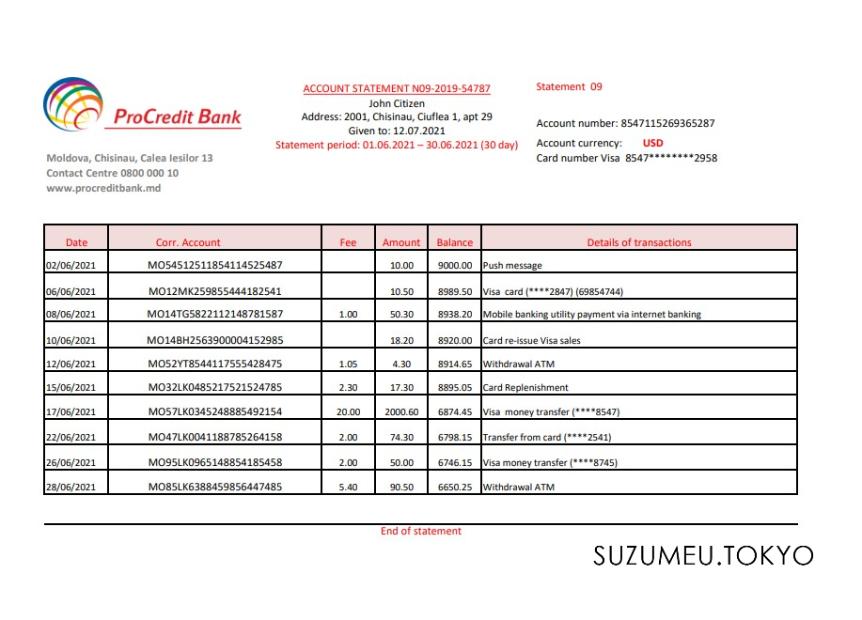 ProCredit Bank
Moldova, Chisinau, Calea Iesilor 13
Contact Centre 0800 000 10
www.procreditbank.md
ACCOUNT STATEMENT N09-2019-54787
John Citizen
Address: 2001, Chisinau, Ciuflea 1, apt 29
Given to: 12.07.2021
Statement period: 01.06.2021 – 30.06.2021 (30 day)
Statement 09
Account number: 8547115269365287
Account currency: USD
Card number Visa 8547********2958
Date Corr. Account Fee Amount Balance Details of transactions
02/06/2021 MO54512511854114525487 10.00 9000.00 Push message
06/06/2021 MO12MK259855444182541 10.50 8989.50 Visa card (****2847) (69854744)
08/06/2021 MO14TG5822112148781587 1.00 50.30 8938.20 Mobile banking utility payment via internet banking
10/06/2021 MO14BH2563900004152985 18.20 8920.00 Card re-issue Visa sales
12/06/2021 MO52YT8544117555428475 1.05 4.30 8914.65 Withdrawal ATM
15/06/2021 MO32LK0485217521524785 2.30 17.30 8895.05 Card Replenishment
17/06/2021 MO57LK0345248885492154 20.00 2000.60 6874.45 Visa money transfer (****8547)
22/06/2021 MO47LK0041188785264158 2.00 74.30 6798.15 Transfer from card (****2541)
26/06/2021 MO95LK0965148854185458 2.00 50.00 6746.15 Visa money transfer (****8745)
28/06/2021 MO85LK6388459856447485 5.40 90.50 6650.25 Withdrawal ATM
End of statement
SUZUMEU.TOKYO